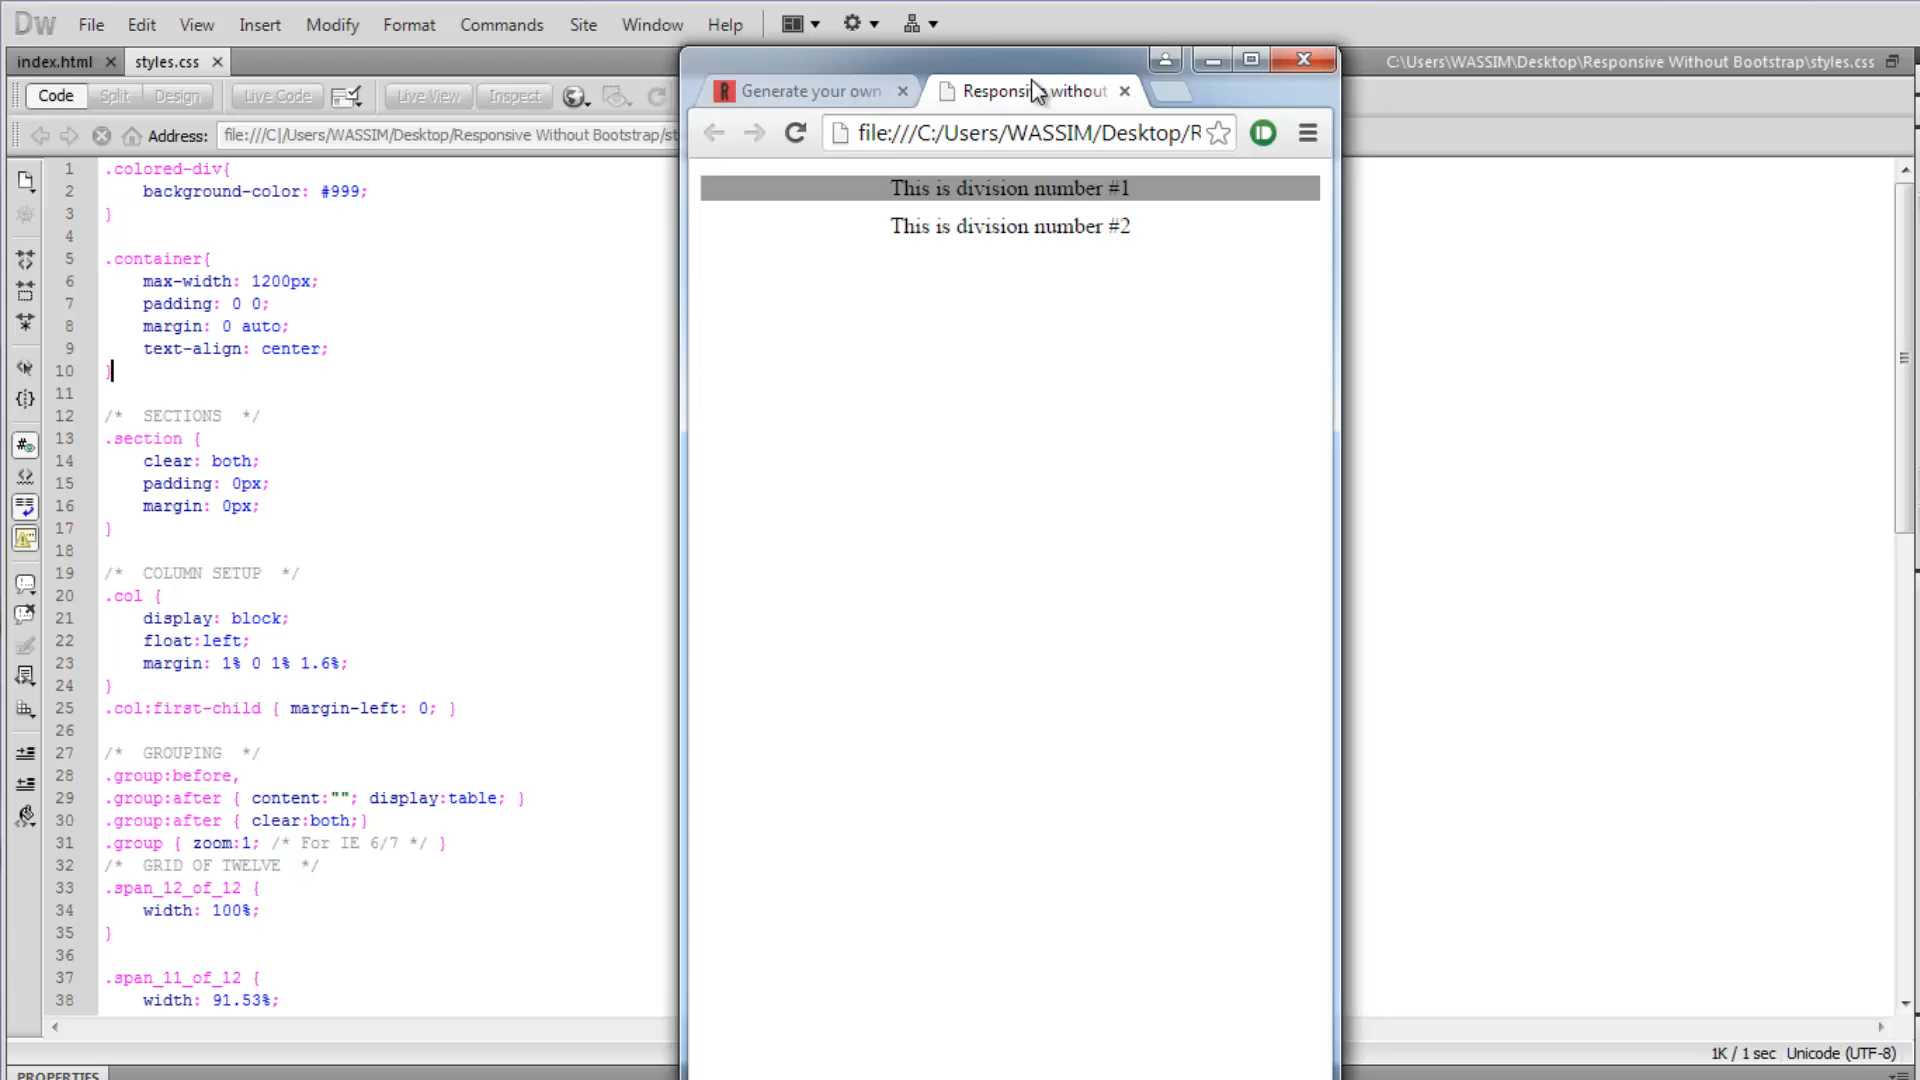 Dw File Edit View Insert Modify Format Commands Site Window Help
index.html styles.css
C:\Users\WASSIM\Desktop\Responsive Without Bootstrap\styles.css
Code Split Design Live Code Live View Inspect
Address: file:///C|/Users/WASSIM/Desktop/Responsive Without Bootstrap/st
Generate your own
Responsi without
file:///C:/Users/WASSIM/Desktop/R
This is division number #1
This is division number #2
1 .colored-div{
2 background-color: #999;
3 }
4
5 .container{
6 max-width: 1200px;
7 padding: 0 0;
8 margin: 0 auto;
9 text-align: center;
10 }
11
12 /* SECTIONS */
13 .section {
14 clear: both;
15 padding: 0px;
16 margin: 0px;
17 }
18
19 /* COLUMN SETUP */
20 .col {
21 display: block;
22 float:left;
23 margin: 1% 0 1% 1.6%;
24 }
25 .col:first-child { margin-left: 0; }
26
27 /* GROUPING */
28 .group:before,
29 .group:after { content:""; display:table; }
30 .group:after { clear:both;}
31 .group { zoom:1; /* For IE 6/7 */ }
32 /* GRID OF TWELVE */
33 .span_12_of_12 {
34 width: 100%;
35 }
36
37 .span_11_of_12 {
38 width: 91.53%;
1K / 1 sec Unicode (UTF-8)
PROPERTIES